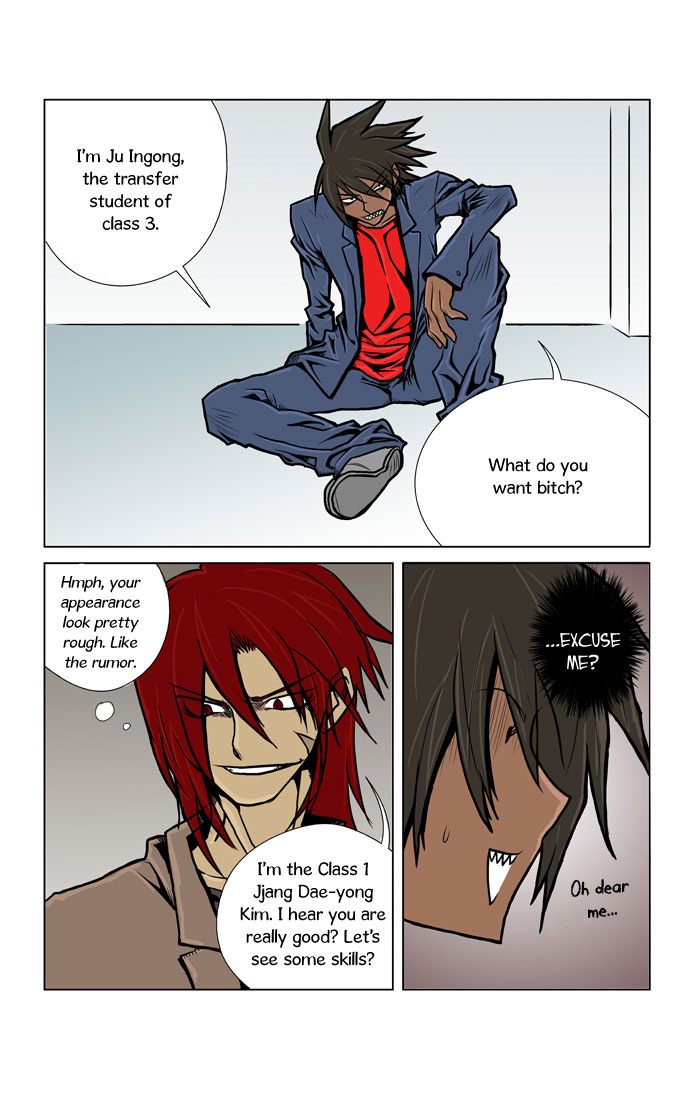 I'm Ju Ingong,
the transfer
student of
class 3.
What do you
want bitch?
Hmph, your
appearance
look pretty
rough. Like
the rumor.
I'm the Class 1
Jjang Dae-yong
Kim. I hear you are
really good? Let's
see some skills?
...EXCUSE
ME?
Oh dear
me...